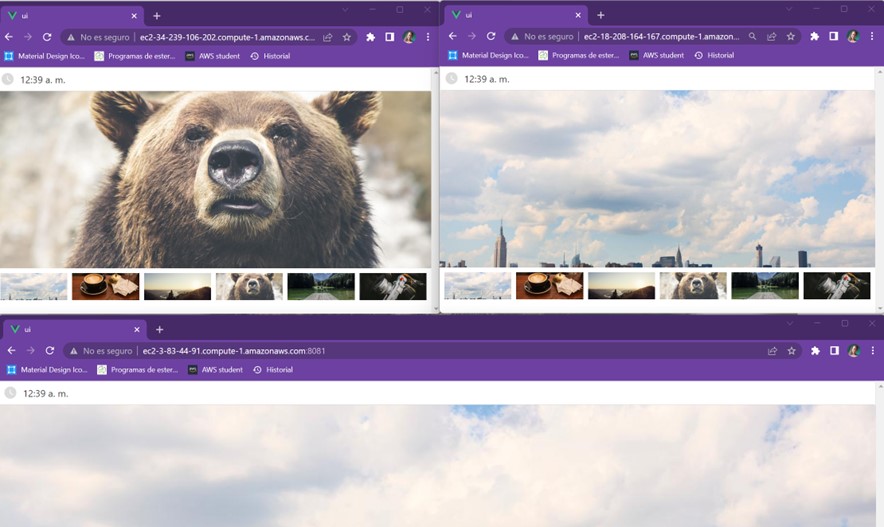 ui
No es seguro | ec2-34-239-106-202.compute-1.amazonaws.c...
Material Design Ico... Programas de ester... AWS student Historial
12:39 a. m.
ui
No es seguro | ec2-18-208-164-167.compute-1.amazon...
Material Design Ico... Programas de ester... AWS student Historial
12:39 a. m.
ui
No es seguro | ec2-3-83-44-91.compute-1.amazonaws.com:8081
Material Design Ico... Programas de ester... AWS student Historial
12:39 a. m.